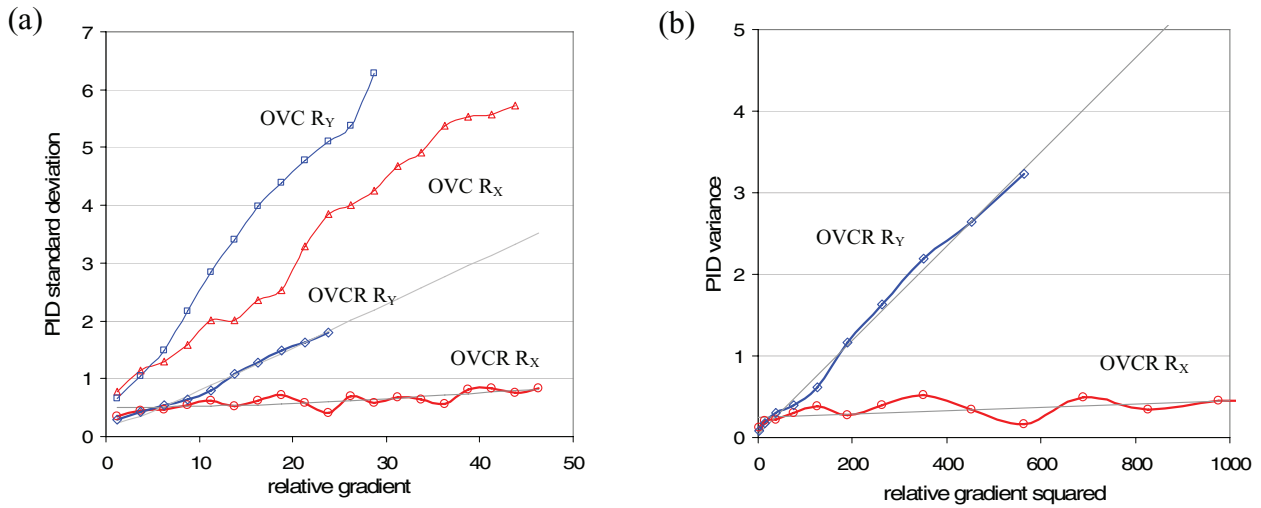 (a)
7
6
5
4
3
2
1
0
PID standard deviation
OVC R_Y
OVC R_X
OVCR R_Y
OVCR R_X
0
10
20
30
40
50
relative gradient
(b)
5
4
3
2
1
0
PID variance
OVCR R_Y
OVCR R_X
0
200
400
600
800
1000
relative gradient squared